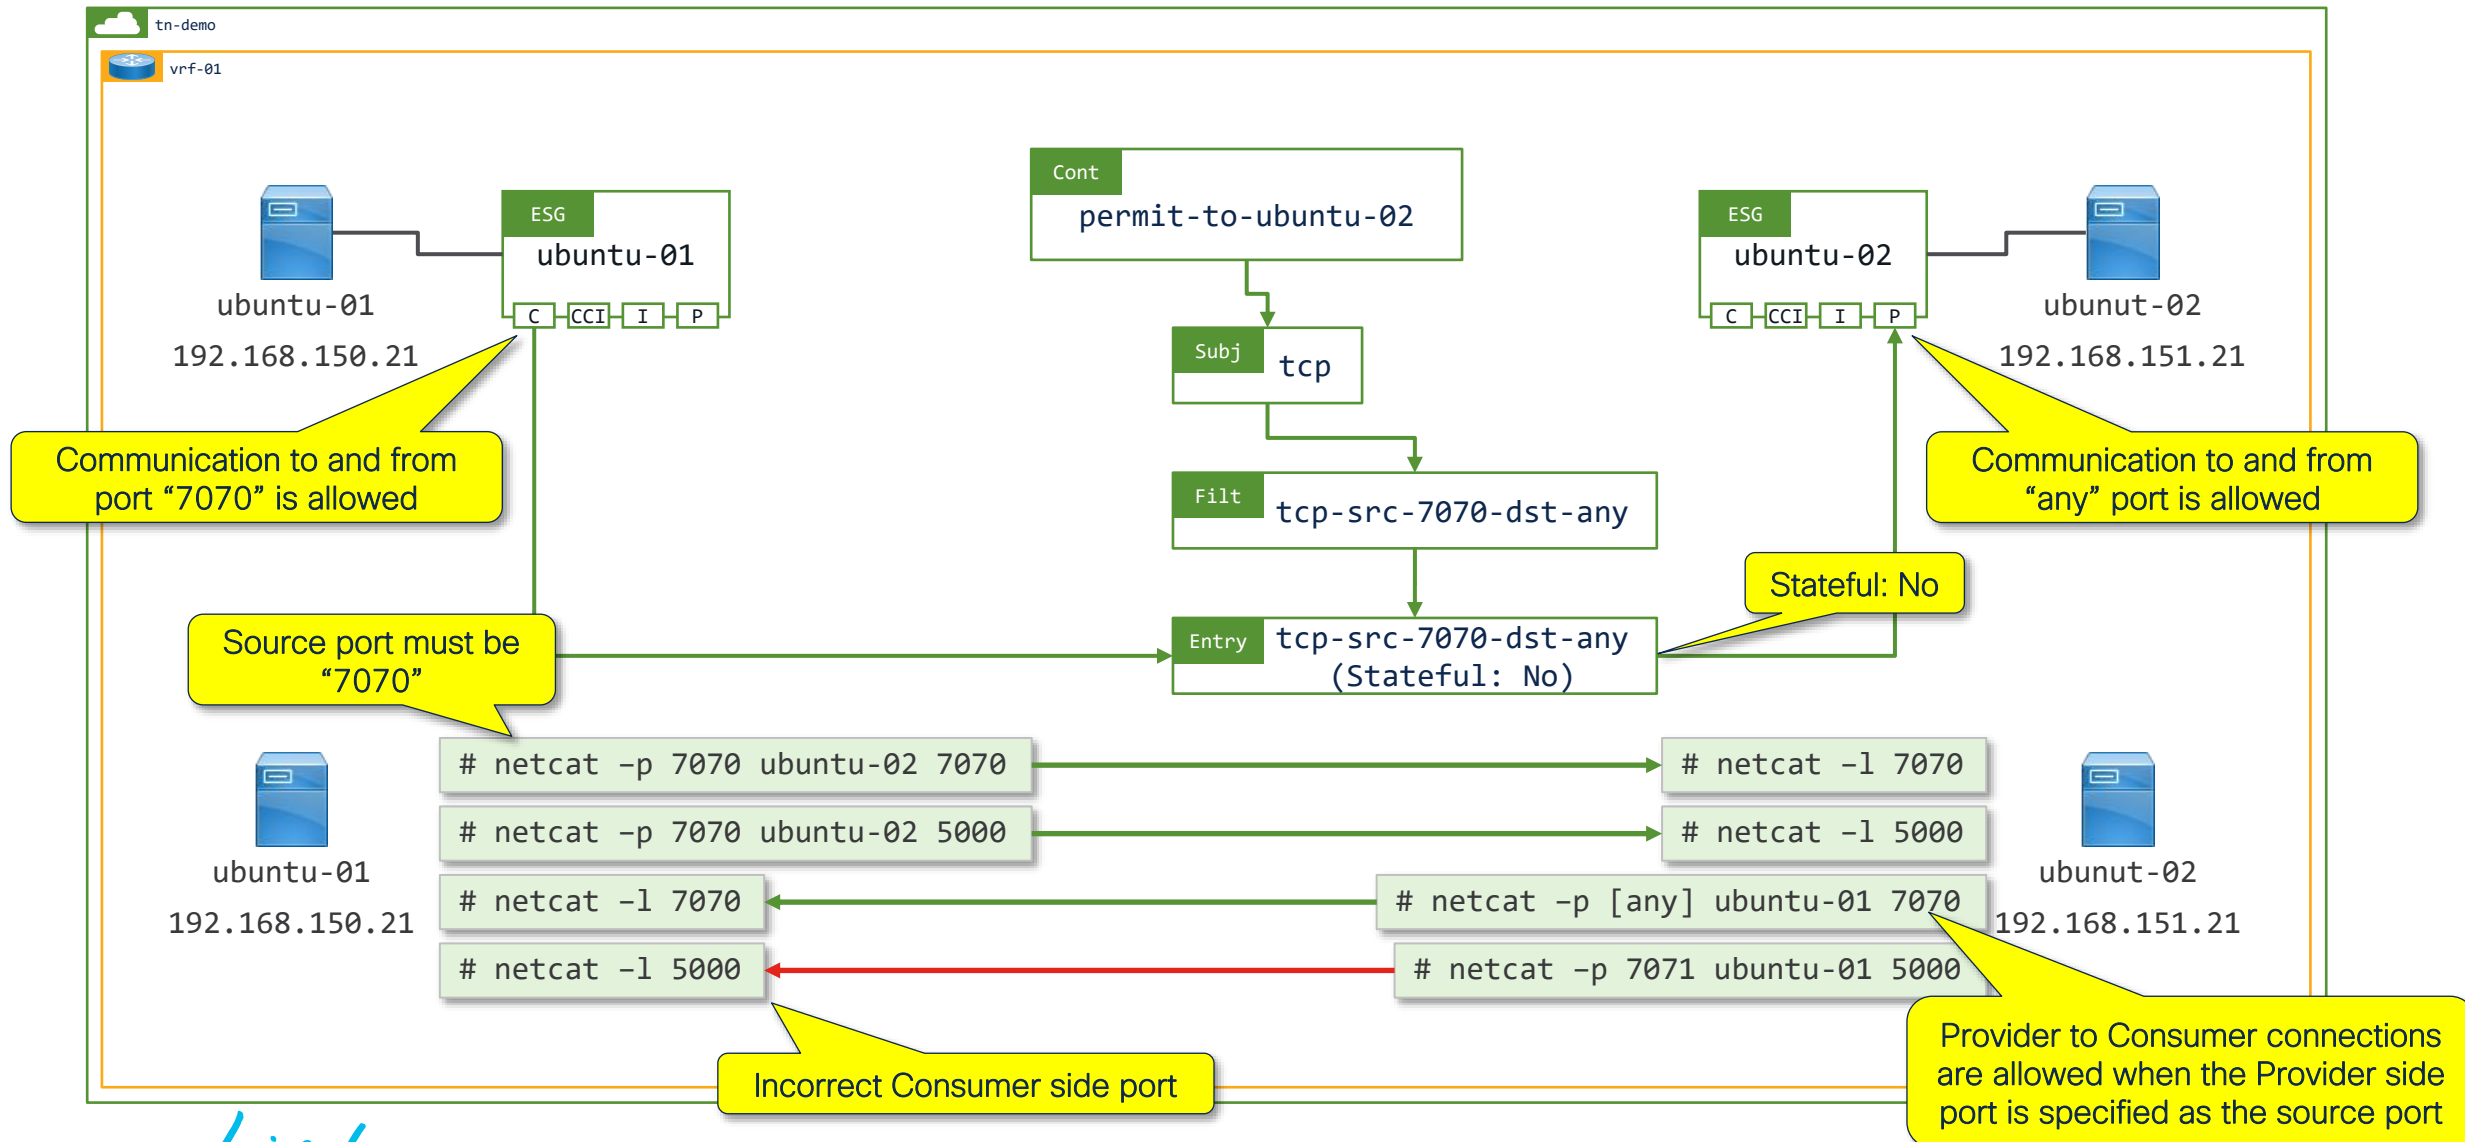 tn-demo
vrf-01
Cont
permit-to-ubuntu-02
ESG
ubuntu-01
C CCI I P
ESG
ubuntu-02
C CCI I P
ubuntu-01
192.168.150.21
ubunut-02
192.168.151.21
Subj
tcp
Communication to and from
port “7070” is allowed
Communication to and from
“any” port is allowed
Filt
tcp-src-7070-dst-any
Stateful: No
Source port must be
“7070”
Entry
tcp-src-7070-dst-any
(Stateful: No)
# netcat –p 7070 ubuntu-02 7070
# netcat –l 7070
# netcat –p 7070 ubuntu-02 5000
# netcat –l 5000
ubuntu-01
192.168.150.21
ubunut-02
192.168.151.21
# netcat –l 7070
# netcat –p [any] ubuntu-01 7070
# netcat –l 5000
# netcat –p 7071 ubuntu-01 5000
Incorrect Consumer side port
Provider to Consumer connections
are allowed when the Provider side
port is specified as the source port